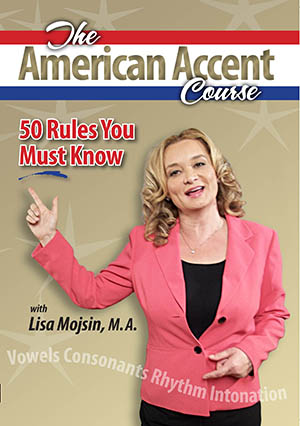 The
American Accent
Course
50 Rules You
Must Know
with
Lisa Mojsin, M.A.
Vowels Consonants Rhythm Intonation